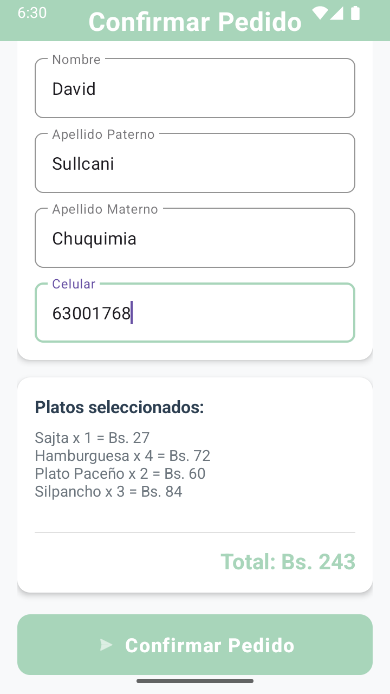 6:30
Confirmar Pedido
Nombre
David
Apellido Paterno
Sullcani
Apellido Materno
Chuquimia
Celular
63001768
Platos seleccionados:
Sajta x 1 = Bs. 27
Hamburguesa x 4 = Bs. 72
Plato Paceño x 2 = Bs. 60
Silpancho x 3 = Bs. 84
Total: Bs. 243
Confirmar Pedido